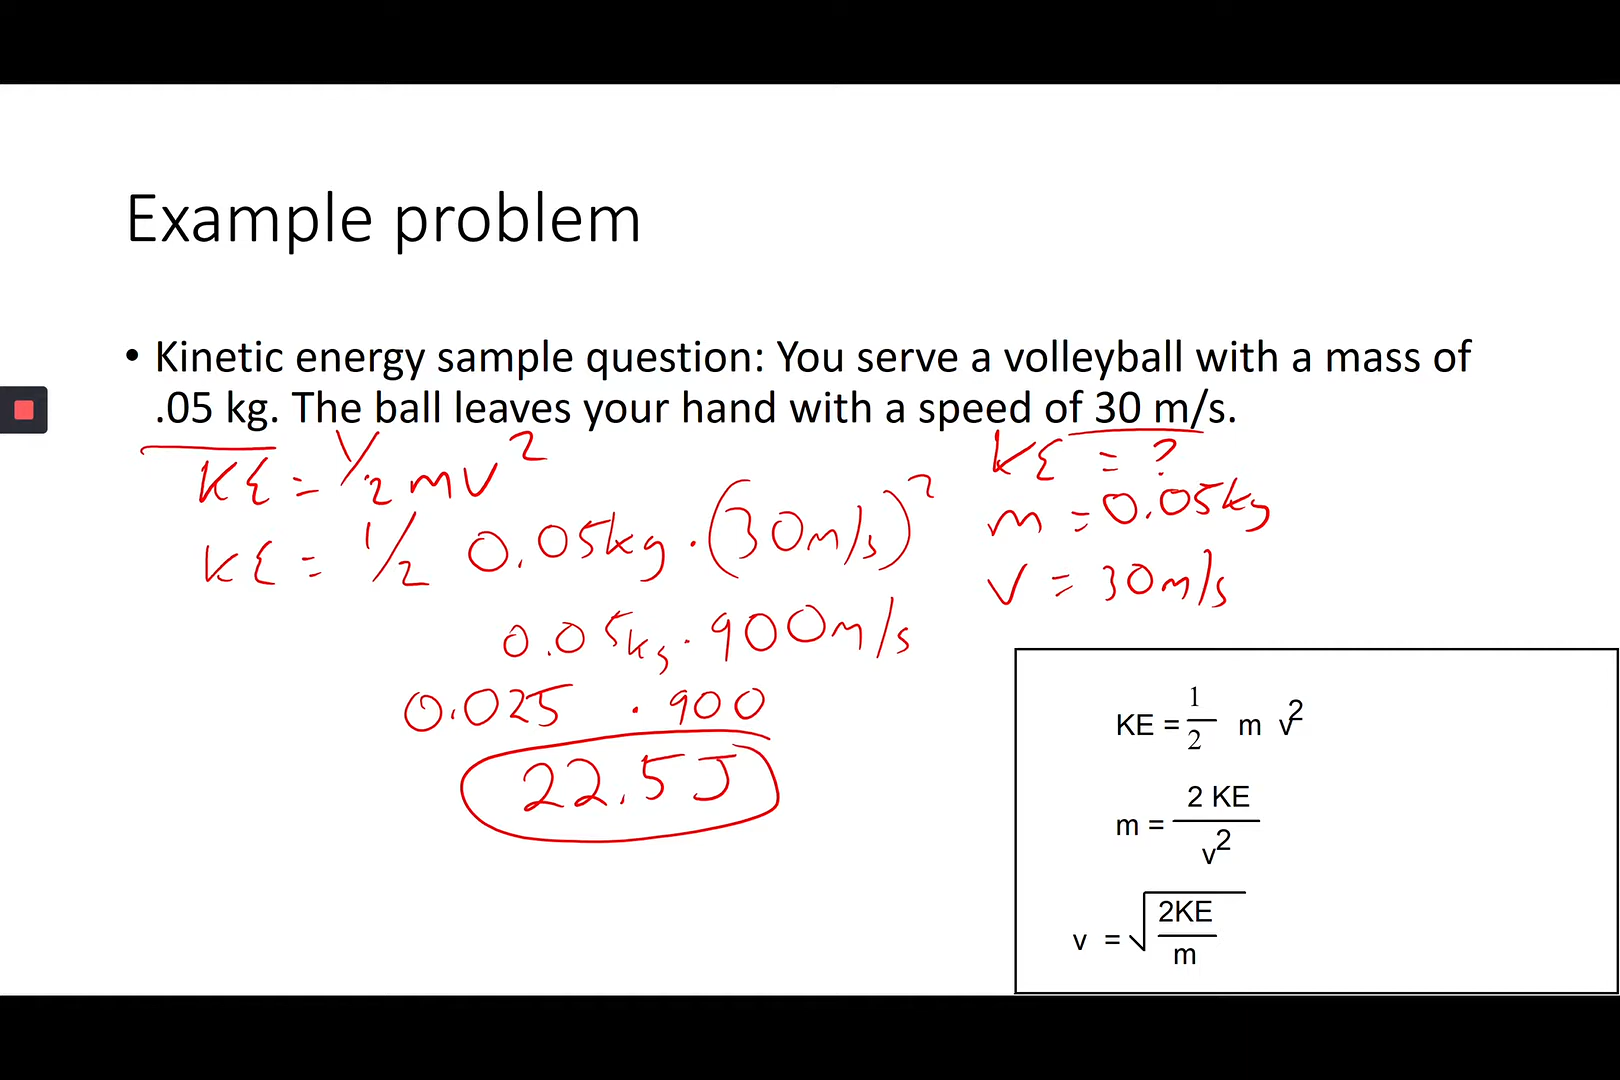 Example problem
• Kinetic energy sample question: You serve a volleyball with a mass of
.05 kg. The ball leaves your hand with a speed of 30 m/s.
KE = 1/2 mv²
KE = 1/2 0.05kg · (30m/s)²
0.05kg · 900m/s
0.025 · 900
22.5J
KE = ?
m = 0.05kg
v = 30m/s
KE = 1/2 m v²
m = 2 KE / v²
v = √(2KE / m)